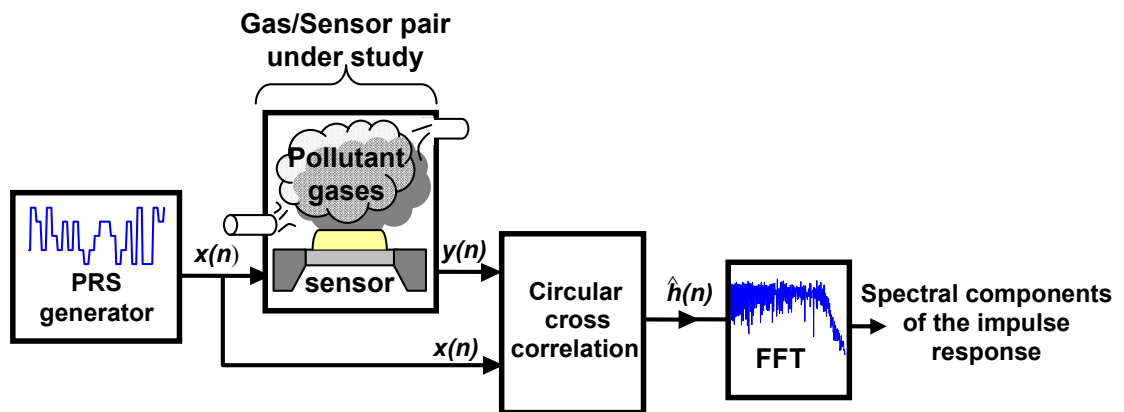 Gas/Sensor pair
under study
Pollutant
gases
sensor
PRS
generator
x(n)
y(n)
x(n)
Circular
cross
correlation
ĥ(n)
FFT
Spectral components
of the impulse
response